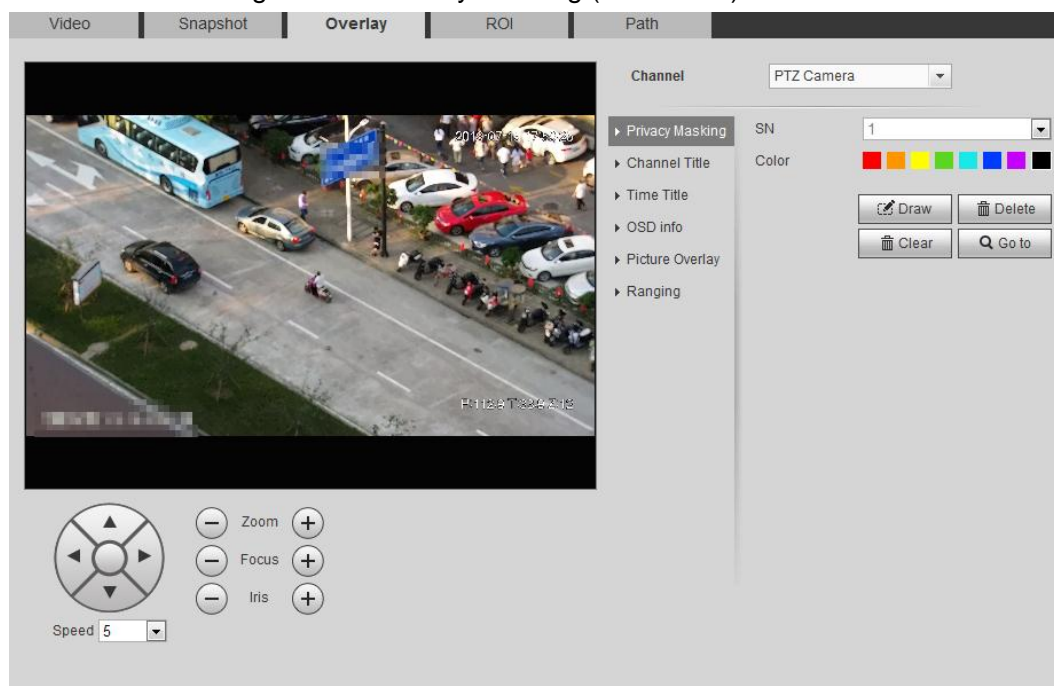 Video Snapshot Overlay ROI Path
Channel PTZ Camera
Privacy Masking
Channel Title
Time Title
OSD info
Picture Overlay
Ranging
SN 1
Color
Draw Delete
Clear Go to
Zoom
Focus
Iris
Speed 5